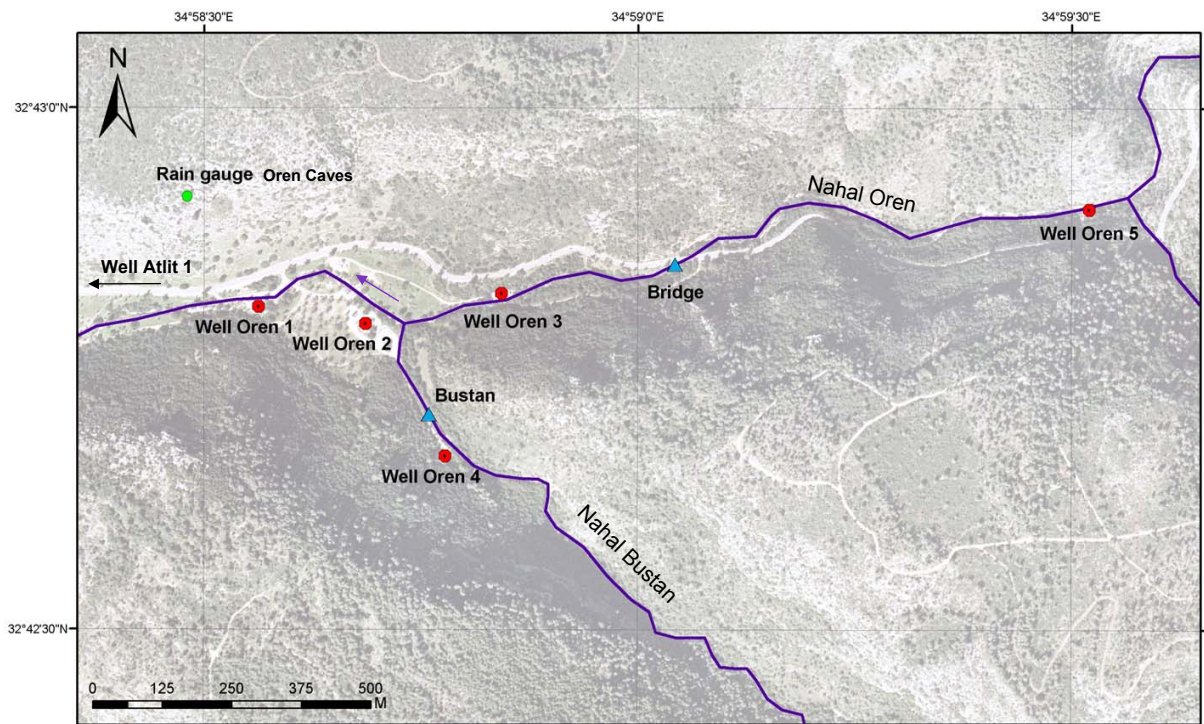 34°58'30"E
34°59'0"E
34°59'30"E
N
32°43'0"N
Rain gauge Oren Caves
Nahal Oren
Well Oren 5
Well Atlit 1
Bridge
Well Oren 1
Well Oren 3
Well Oren 2
Bustan
Well Oren 4
Nahal Bustan
32°42'30"N
0 125 250 375 500
M